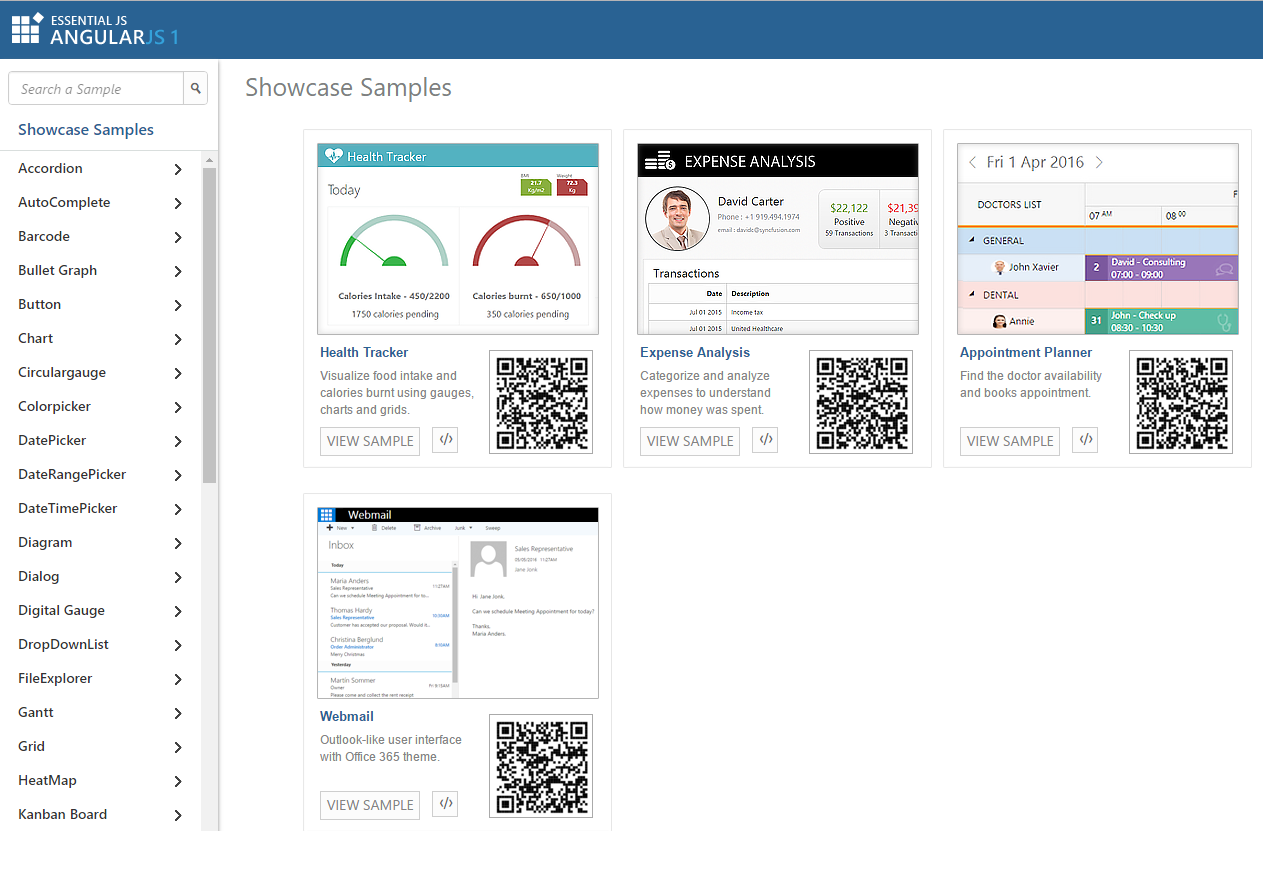 ESSENTIAL JS
ANGULARJS 1
Search a Sample
Showcase Samples
Accordion
AutoComplete
Barcode
Bullet Graph
Button
Chart
Circulargauge
Colorpicker
DatePicker
DateRangePicker
DateTimePicker
Diagram
Dialog
Digital Gauge
DropDownList
FileExplorer
Gantt
Grid
HeatMap
Kanban Board
Showcase Samples
Health Tracker
Today
BMI
21.7
Kg/m2
Weight
72.3
Kg
Calories Intake - 450/2200
1750 calories pending
Calories burnt - 650/1000
350 calories pending
Health Tracker
Visualize food intake and
calories burnt using gauges,
charts and grids.
VIEW SAMPLE
</>
EXPENSE ANALYSIS
David Carter
Phone : +1 919.494.1974
email : davidc@syncfusion.com
$22,122
Positive
59 Transactions
$21,39
Negativ
3 Transacti
Transactions
Date Description
Jul 01 2015 Income tax
Jul 01 2015 United Healthcare
Expense Analysis
Categorize and analyze
expenses to understand
how money was spent.
VIEW SAMPLE
</>
Fri 1 Apr 2016
DOCTORS LIST
F
07 AM
08 00
GENERAL
John Xavier
2
David - Consulting
07:00 - 09:00
DENTAL
Annie
31
John - Check up
08:30 - 10:30
Appointment Planner
Find the doctor availability
and books appointment.
VIEW SAMPLE
</>
Webmail
New Delete Archive Junk Sweep
Inbox
Today
Maria Anders
Sales Representative 11:27AM
Can we schedule Meeting Appointment for to...
Thomas Hardy
Sales Representative 10:30AM
Customer has accepted our proposal. Would is..
Christina Berglund
Order Administrator 8:15AM
Merry Christmas
Yesterday
Martin Sommer
Owner Fri 9:15AM
Please come and collect the rent receipt
Sales Representative
05/05/2016 11:27AM
Jane Jonk
Hi Jane Jonk.
Can we schedule Meeting Appointment for today?
Thanks.
Maria Anders.
Webmail
Outlook-like user interface
with Office 365 theme.
VIEW SAMPLE
</>